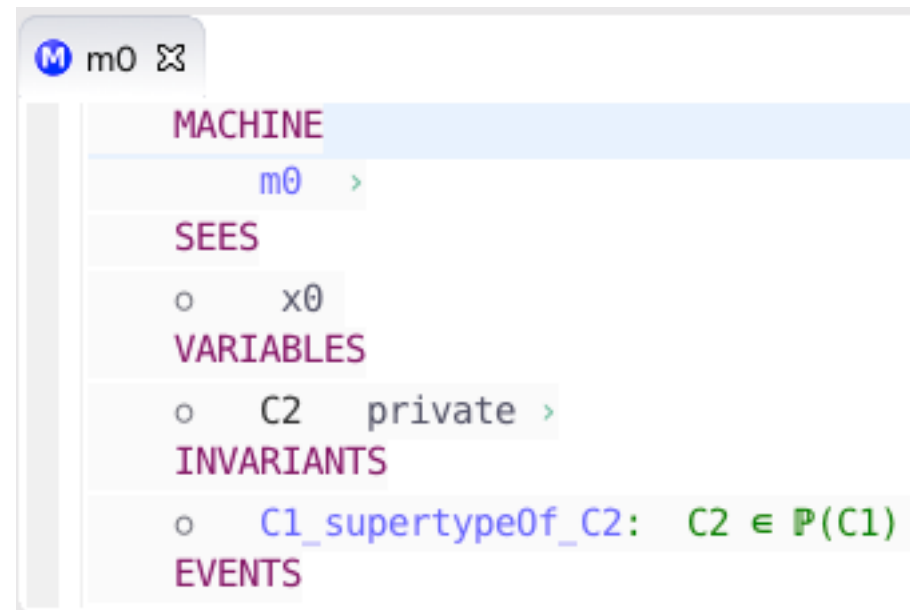 M m0
MACHINE
m0 ›
SEES
○ x0
VARIABLES
○ C2 private ›
INVARIANTS
○ C1_supertypeOf_C2: C2 ∈ ℙ(C1)
EVENTS